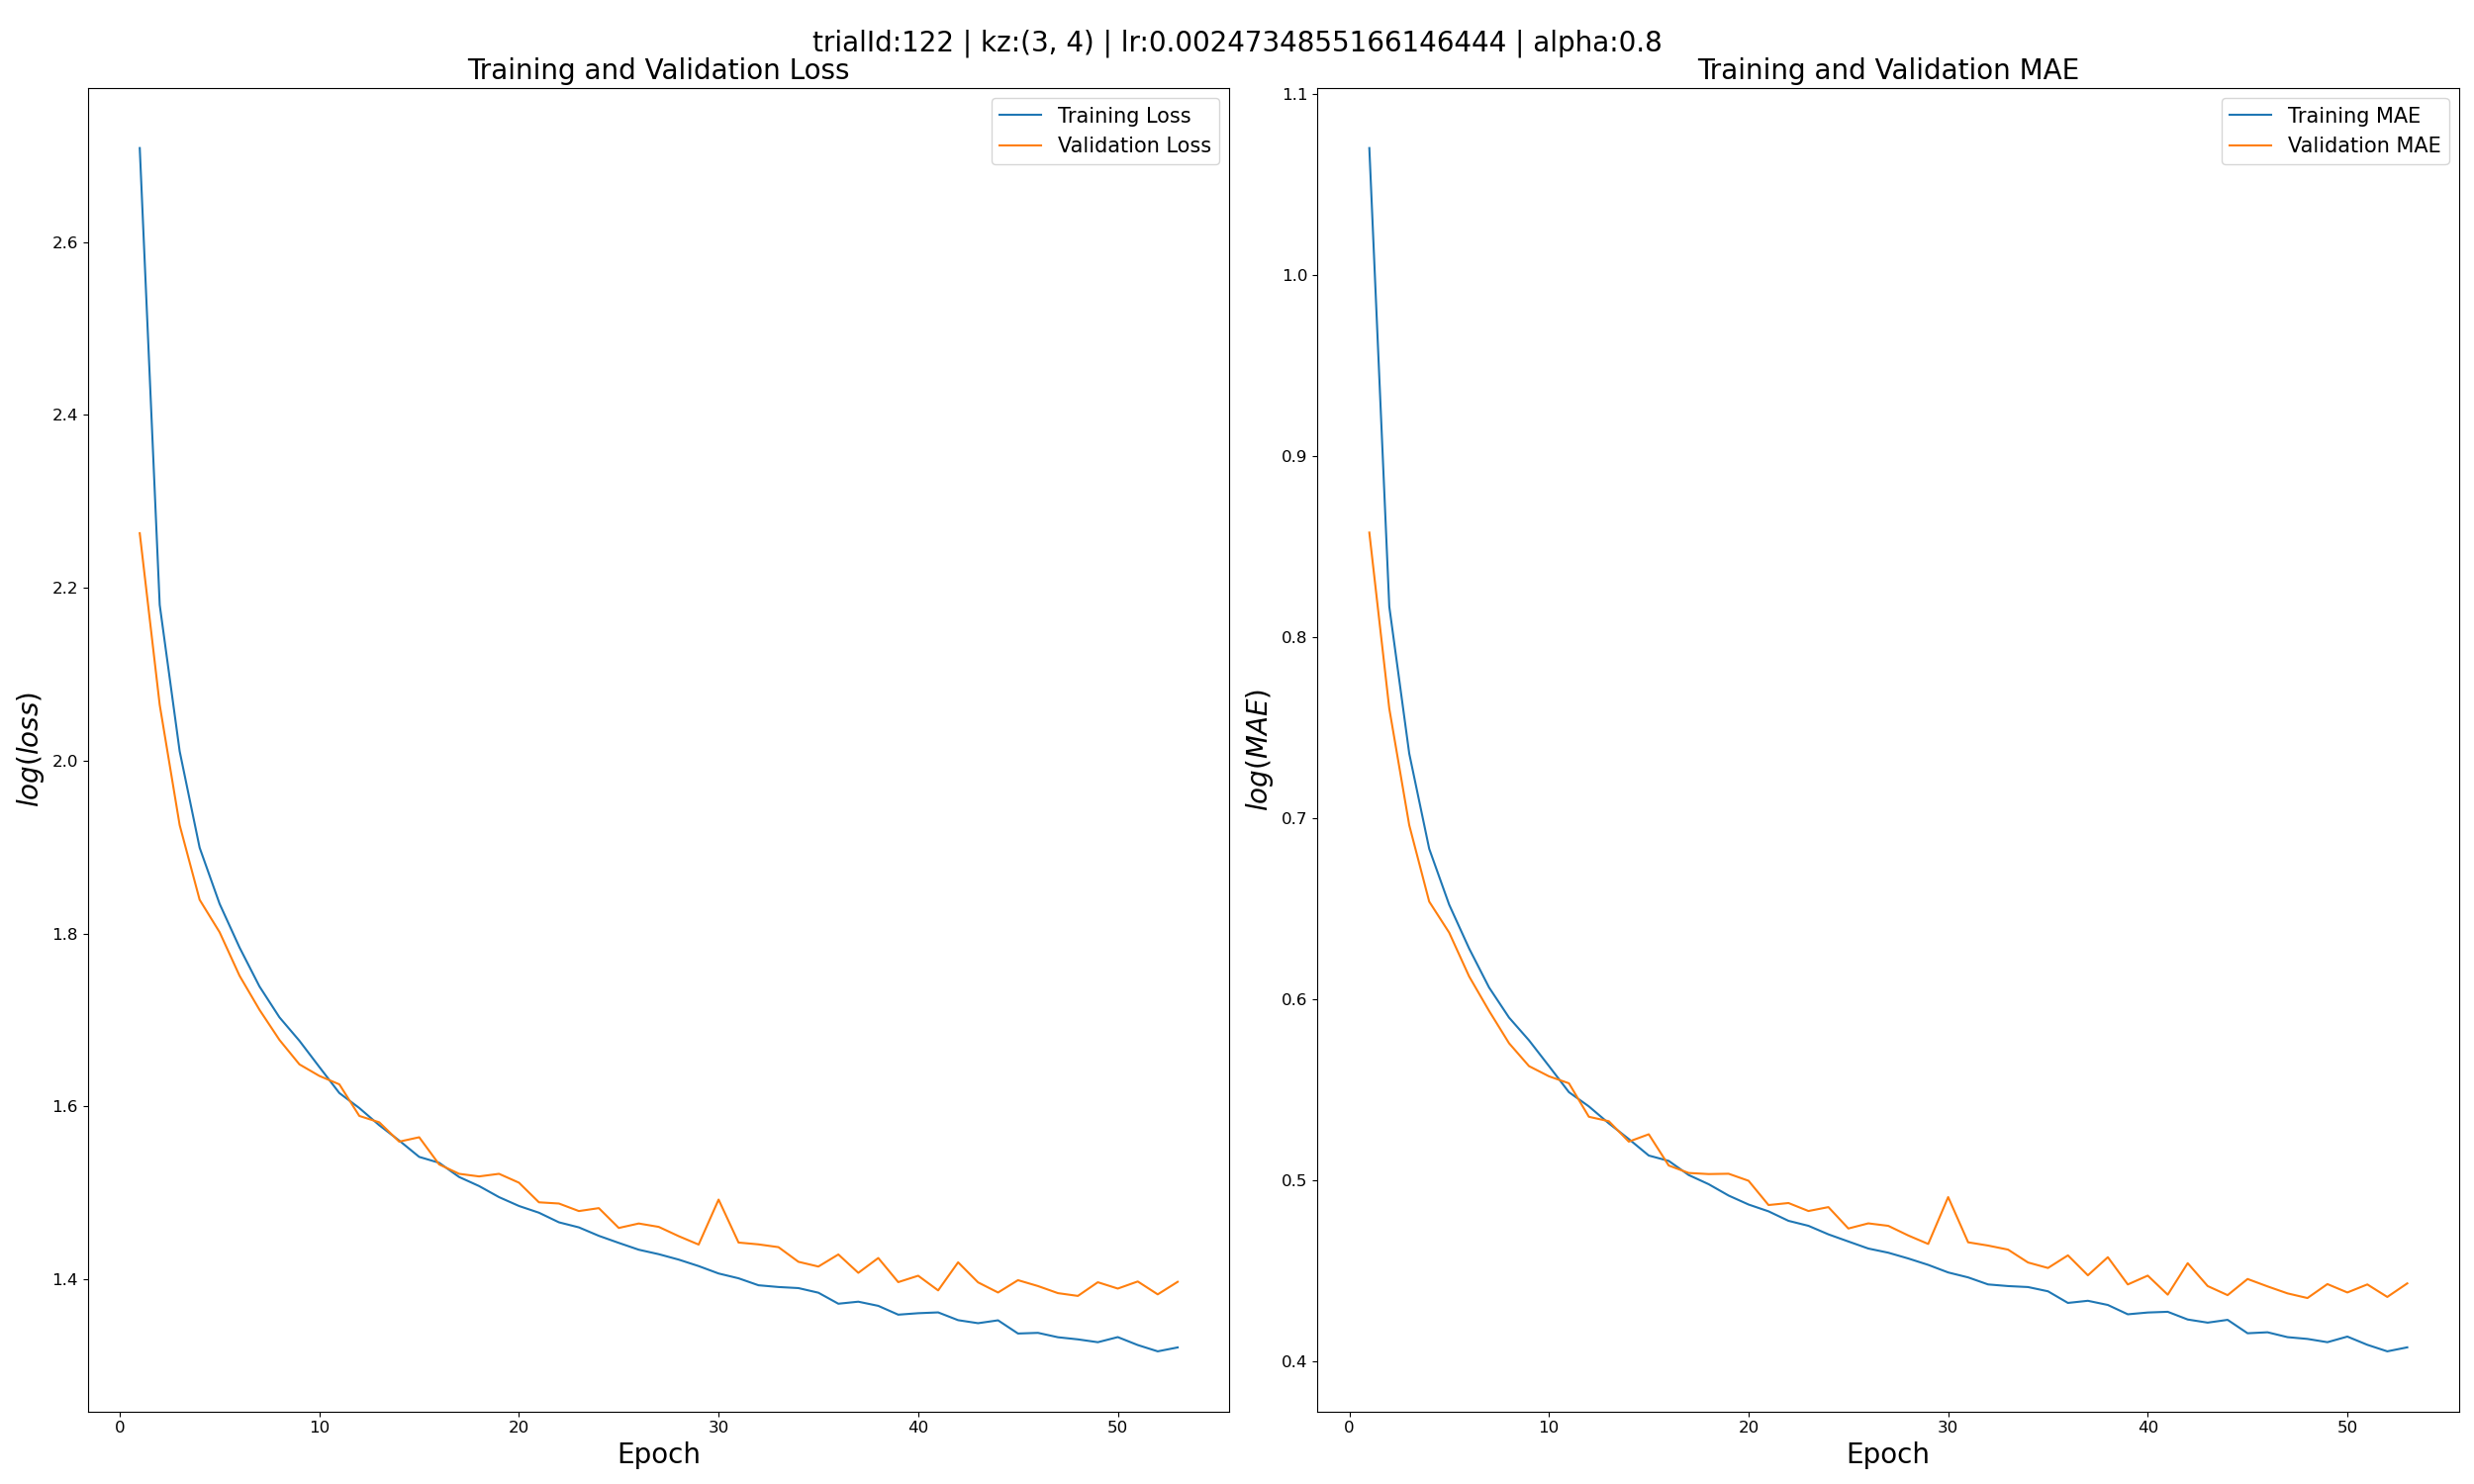 trialId:122 | kz:(3, 4) | lr:0.0024734855166146444 | alpha:0.8
Training and Validation Loss
Training Loss
Validation Loss
2.6
2.4
2.2
2.0
1.8
1.6
1.4
log(loss)
0 10 20 30 40 50
Epoch
Training and Validation MAE
Training MAE
Validation MAE
1.1
1.0
0.9
0.8
0.7
0.6
0.5
0.4
log(MAE)
0 10 20 30 40 50
Epoch